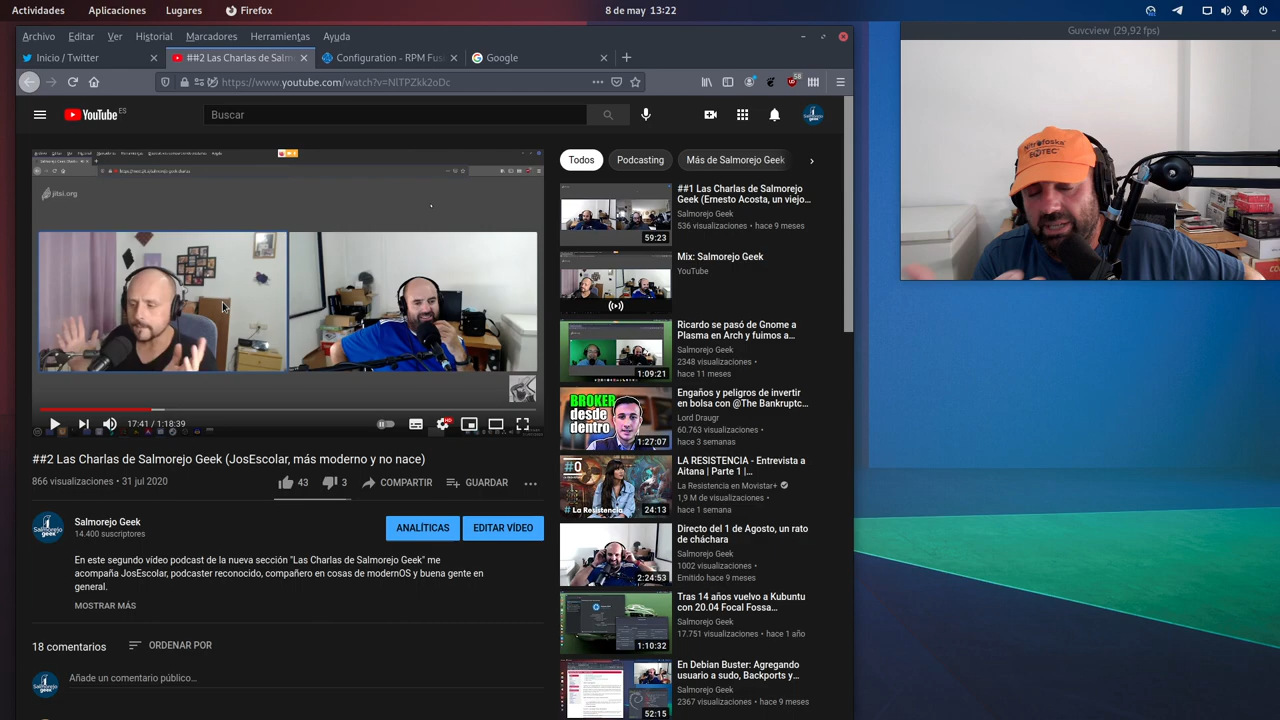 Actividades
Aplicaciones
Lugares
Firefox
8 de may 13:22
Archivo Editar Ver Historial Marcadores Herramientas Ayuda
Inicio / Twitter
##2 Las Charlas de Salm
Configuration - RPM Fus
Google
https://www.youtube.com/watch?v=NlTPZkk2oDc
58
Guvcview (29,92 fps)
YouTube ES
Buscar
jitsi.org
17:41 / 1:18:39
HD
##2 Las Charlas de Salmorejo Geek (JosEscolar, más moderno y no nace)
866 visualizaciones • 31 jul 2020
43
3
COMPARTIR
GUARDAR
Salmorejo Geek
14.400 suscriptores
ANALÍTICAS
EDITAR VÍDEO
En este segundo vídeo podcast de la nueva sección "Las Charlas de Salmorejo Geek" me
acompaña JosEscolar, podcaster reconocido, compañero en cosas de modernOS y buena gente en
general.
MOSTRAR MÁS
18 comentarios
ORDENAR POR
Todos
Podcasting
Más de Salmorejo Geek
##1 Las Charlas de Salmorejo
Geek (Ernesto Acosta, un viejo…
Salmorejo Geek
536 visualizaciones • hace 9 meses
59:23
Mix: Salmorejo Geek
YouTube
Ricardo se pasó de Gnome a
Plasma en Arch y fuimos a…
Salmorejo Geek
2348 visualizaciones •
hace 11 meses
1:09:21
BROKER
desde
dentro
Engaños y peligros de invertir
en bolsa con @The Bankruptc…
Lord Draugr
60.763 visualizaciones •
hace 3 semanas
1:27:07
#0
La Resistencia
LA RESISTENCIA - Entrevista a
Aitana | Parte 1 |…
La Resistencia en Movistar+
1,9 M de visualizaciones •
hace 1 semana
24:13
Directo del 1 de Agosto, un rato
de cháchara
Salmorejo Geek
1002 visualizaciones •
Emitido hace 9 meses
2:24:53
Tras 14 años vuelvo a Kubuntu
con 20.04 Focal Fossa…
Salmorejo Geek
17.751 visualizaciones • hace 1 año
1:10:32
En Debian Buster: Agregando
usuario a sudo, backports y…
Salmorejo Geek
2367 visualizaciones • hace 10 meses
52:15
Nitrofoska